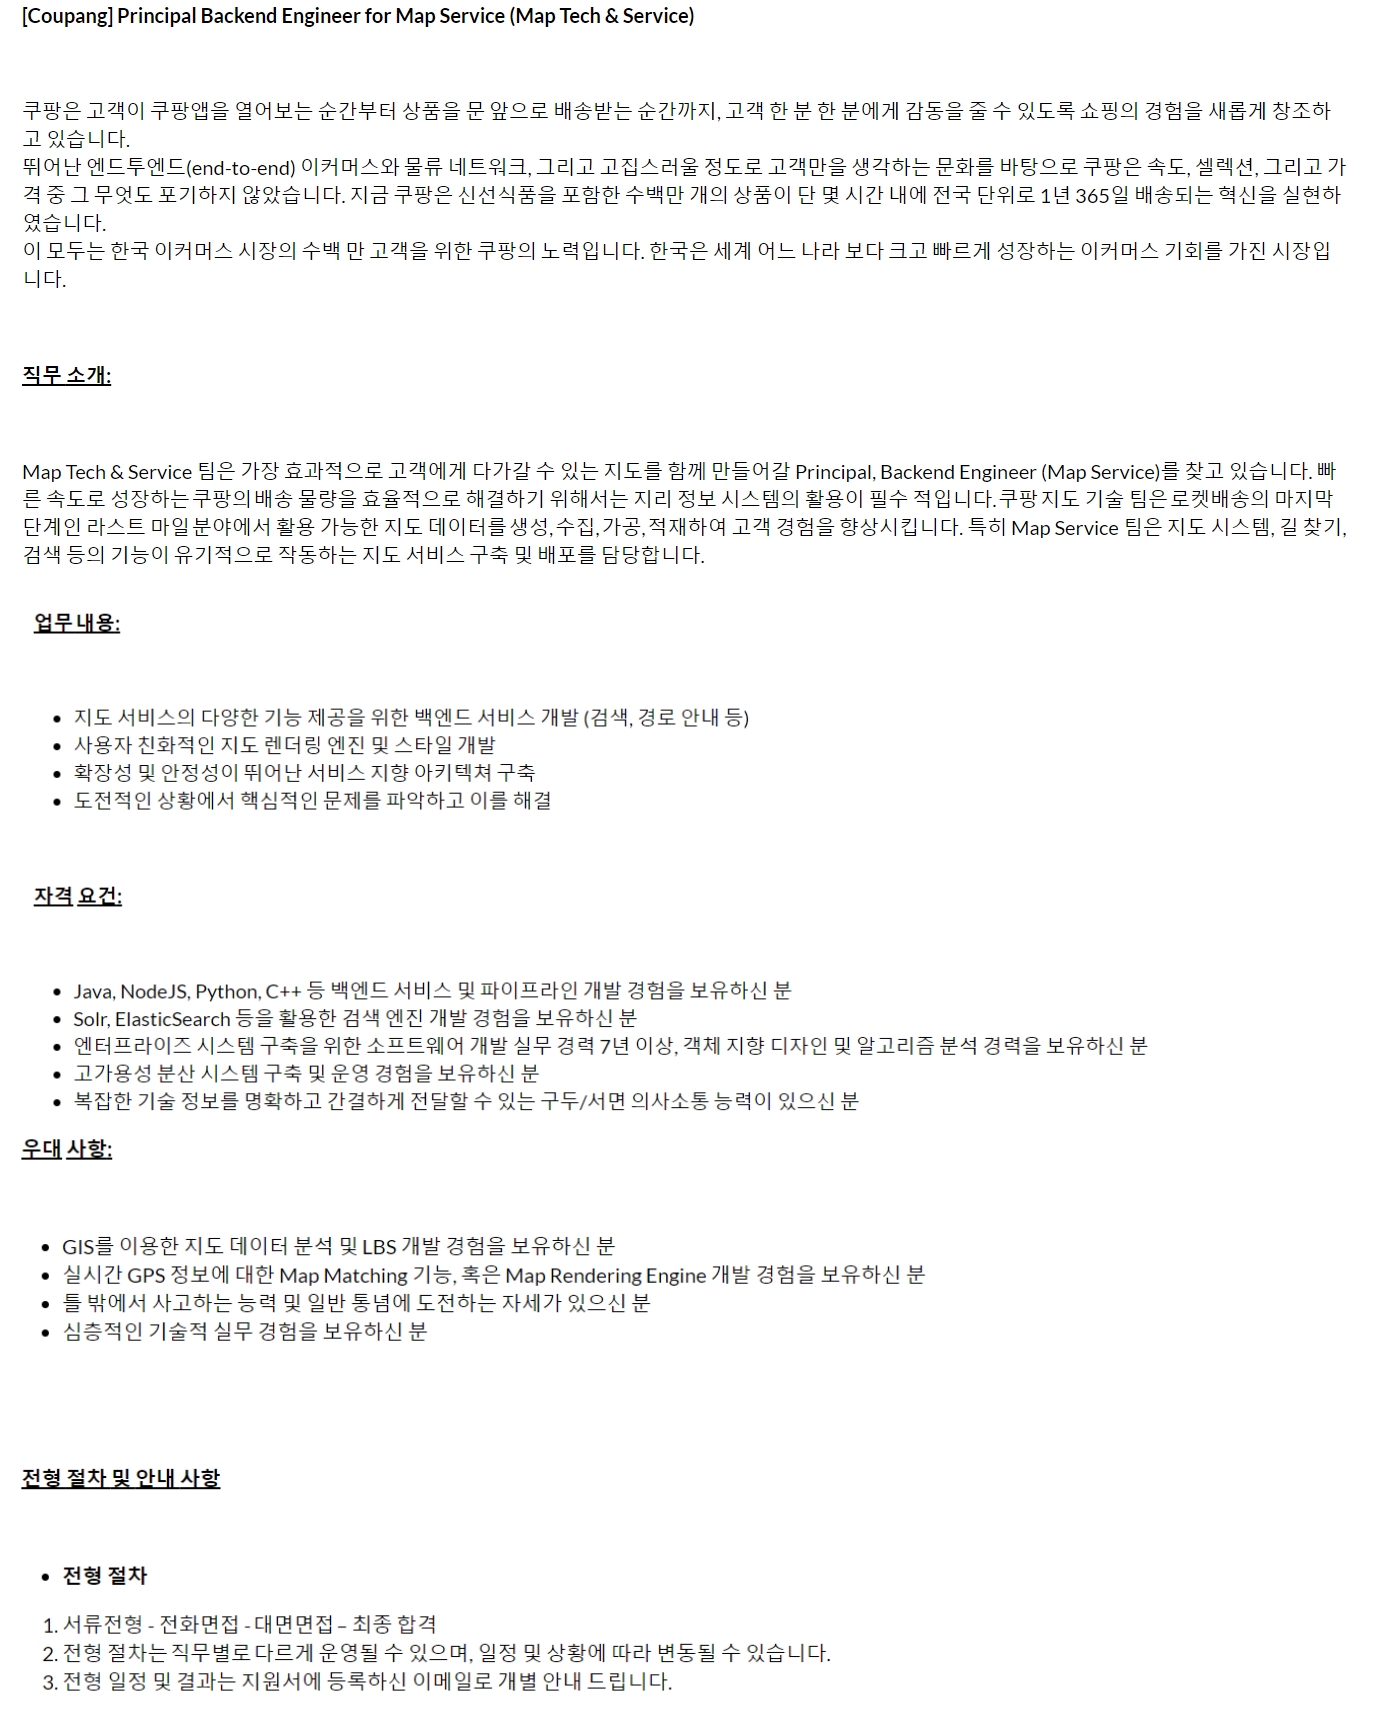 [Coupang] Principal Backend Engineer for Map Service (Map Tech & Service)
쿠팡은 고객이 쿠팡앱을 열어보는 순간부터 상품을 문 앞으로 배송받는 순간까지, 고객 한 분 한 분에게 감동을 줄 수 있도록 쇼핑의 경험을 새롭게 창조하
고 있습니다.
뛰어난 엔드투엔드(end-to-end) 이커머스와 물류 네트워크, 그리고 고집스러울 정도로 고객만을 생각하는 문화를 바탕으로 쿠팡은 속도, 셀렉션, 그리고 가
격 중 그 무엇도 포기하지 않았습니다. 지금 쿠팡은 신선식품을 포함한 수백만 개의 상품이 단 몇 시간 내에 전국 단위로 1년 365일 배송되는 혁신을 실현하
였습니다.
이 모두는 한국 이커머스 시장의 수백 만 고객을 위한 쿠팡의 노력입니다. 한국은 세계 어느 나라 보다 크고 빠르게 성장하는 이커머스 기회를 가진 시장입
니다.
직무 소개:
Map Tech & Service 팀은 가장 효과적으로 고객에게 다가갈 수 있는 지도를 함께 만들어갈 Principal, Backend Engineer (Map Service)를 찾고 있습니다. 빠
른 속도로 성장하는 쿠팡의 배송 물량을 효율적으로 해결하기 위해서는 지리 정보 시스템의 활용이 필수 적입니다. 쿠팡 지도 기술 팀은 로켓배송의 마지막
단계인 라스트 마일 분야에서 활용 가능한 지도 데이터를 생성, 수집, 가공, 적재하여 고객 경험을 향상시킵니다. 특히 Map Service 팀은 지도 시스템, 길 찾기,
검색 등의 기능이 유기적으로 작동하는 지도 서비스 구축 및 배포를 담당합니다.
업무 내용:
• 지도 서비스의 다양한 기능 제공을 위한 백엔드 서비스 개발 (검색, 경로 안내 등)
• 사용자 친화적인 지도 렌더링 엔진 및 스타일 개발
• 확장성 및 안정성이 뛰어난 서비스 지향 아키텍쳐 구축
• 도전적인 상황에서 핵심적인 문제를 파악하고 이를 해결
자격 요건:
• Java, NodeJS, Python, C++ 등 백엔드 서비스 및 파이프라인 개발 경험을 보유하신 분
• Solr, ElasticSearch 등을 활용한 검색 엔진 개발 경험을 보유하신 분
• 엔터프라이즈 시스템 구축을 위한 소프트웨어 개발 실무 경력 7년 이상, 객체 지향 디자인 및 알고리즘 분석 경력을 보유하신 분
• 고가용성 분산 시스템 구축 및 운영 경험을 보유하신 분
• 복잡한 기술 정보를 명확하고 간결하게 전달할 수 있는 구두/서면 의사소통 능력이 있으신 분
우대 사항:
• GIS를 이용한 지도 데이터 분석 및 LBS 개발 경험을 보유하신 분
• 실시간 GPS 정보에 대한 Map Matching 기능, 혹은 Map Rendering Engine 개발 경험을 보유하신 분
• 틀 밖에서 사고하는 능력 및 일반 통념에 도전하는 자세가 있으신 분
• 심층적인 기술적 실무 경험을 보유하신 분
전형 절차 및 안내 사항
• 전형 절차
1. 서류전형 - 전화면접 - 대면면접 – 최종 합격
2. 전형 절차는 직무별로 다르게 운영될 수 있으며, 일정 및 상황에 따라 변동될 수 있습니다.
3. 전형 일정 및 결과는 지원서에 등록하신 이메일로 개별 안내 드립니다.